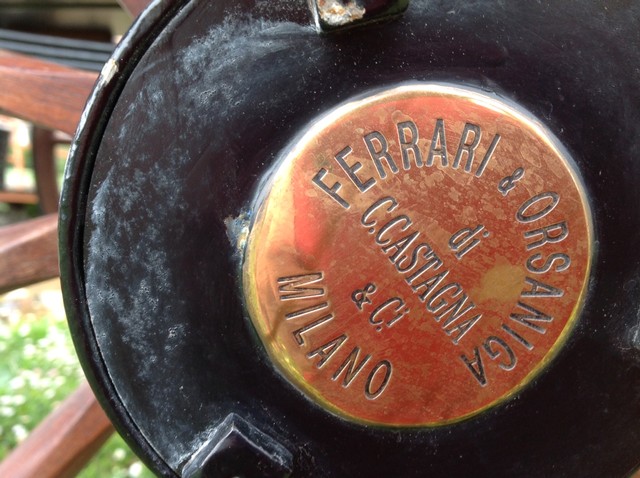 FERRARI & ORSANIGA
di
C. CASTAGNA
& C.i
MILANO